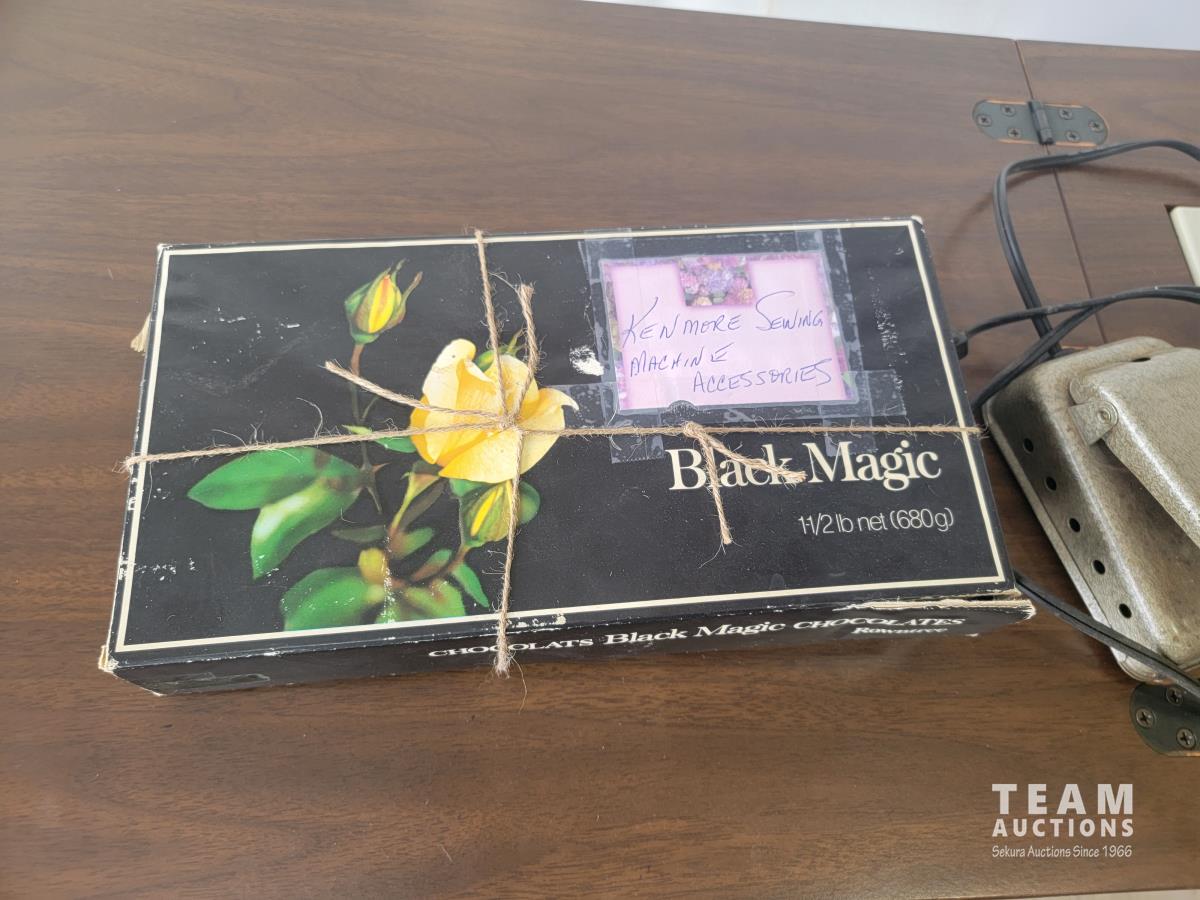 KENMORE SEWING
MACHINE
ACCESSORIES
Black Magic
1-1/2 lb net (680g)
CHOCOLATS Black Magic CHOCOLATES
Rowntree
TEAM
AUCTIONS
Sekura Auctions Since 1966